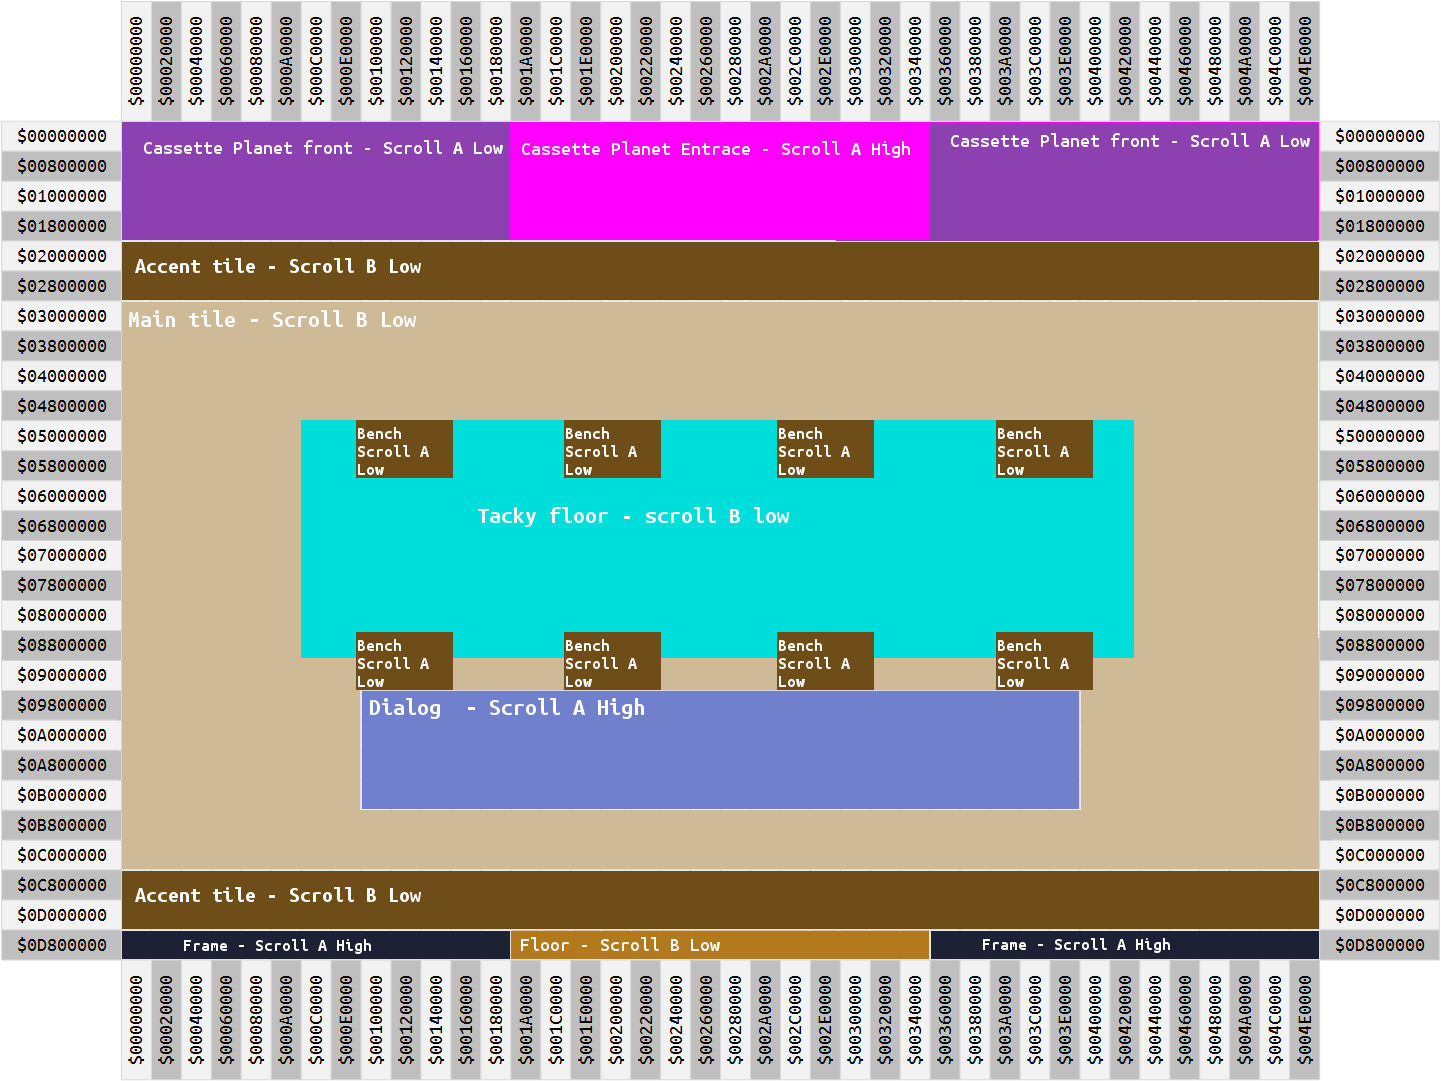 $00000000 $00020000 $00040000 $00060000 $00080000 $000A0000 $000C0000 $000E0000 $00100000 $00120000 $00140000 $00160000 $00180000 $001A0000 $001C0000 $001E0000 $00200000 $00220000 $00240000 $00260000 $00280000 $002A0000 $002C0000 $002E0000 $00300000 $00320000 $00340000 $00360000 $00380000 $003A0000 $003C0000 $003E0000 $00400000 $00420000 $00440000 $00460000 $00480000 $004A0000 $004C0000 $004E0000
$00000000 Cassette Planet front - Scroll A Low Cassette Planet Entrace - Scroll A High Cassette Planet front - Scroll A Low $00000000
$00800000 $00800000
$01000000 $01000000
$01800000 $01800000
$02000000 Accent tile - Scroll B Low $02000000
$02800000 $02800000
$03000000 Main tile - Scroll B Low $03000000
$03800000 $03800000
$04000000 $04000000
$04800000 $04800000
$05000000 Bench Bench Bench Bench $50000000
Scroll A Scroll A Scroll A Scroll A
$05800000 Low Low Low Low $05800000
$06000000 $06000000
$06800000 Tacky floor - scroll B low $06800000
$07000000 $07000000
$07800000 $07800000
$08000000 $08000000
$08800000 Bench Bench Bench Bench $08800000
Scroll A Scroll A Scroll A Scroll A
$09000000 Low Low Low Low $09000000
$09800000 Dialog  - Scroll A High $09800000
$0A000000 $0A000000
$0A800000 $0A800000
$0B000000 $0B000000
$0B800000 $0B800000
$0C000000 $0C000000
$0C800000 Accent tile - Scroll B Low $0C800000
$0D000000 $0D000000
$0D800000 Frame - Scroll A High Floor - Scroll B Low Frame - Scroll A High $0D800000
$00000000 $00020000 $00040000 $00060000 $00080000 $000A0000 $000C0000 $000E0000 $00100000 $00120000 $00140000 $00160000 $00180000 $001A0000 $001C0000 $001E0000 $00200000 $00220000 $00240000 $00260000 $00280000 $002A0000 $002C0000 $002E0000 $00300000 $00320000 $00340000 $00360000 $00380000 $003A0000 $003C0000 $003E0000 $00400000 $00420000 $00440000 $00460000 $00480000 $004A0000 $004C0000 $004E0000